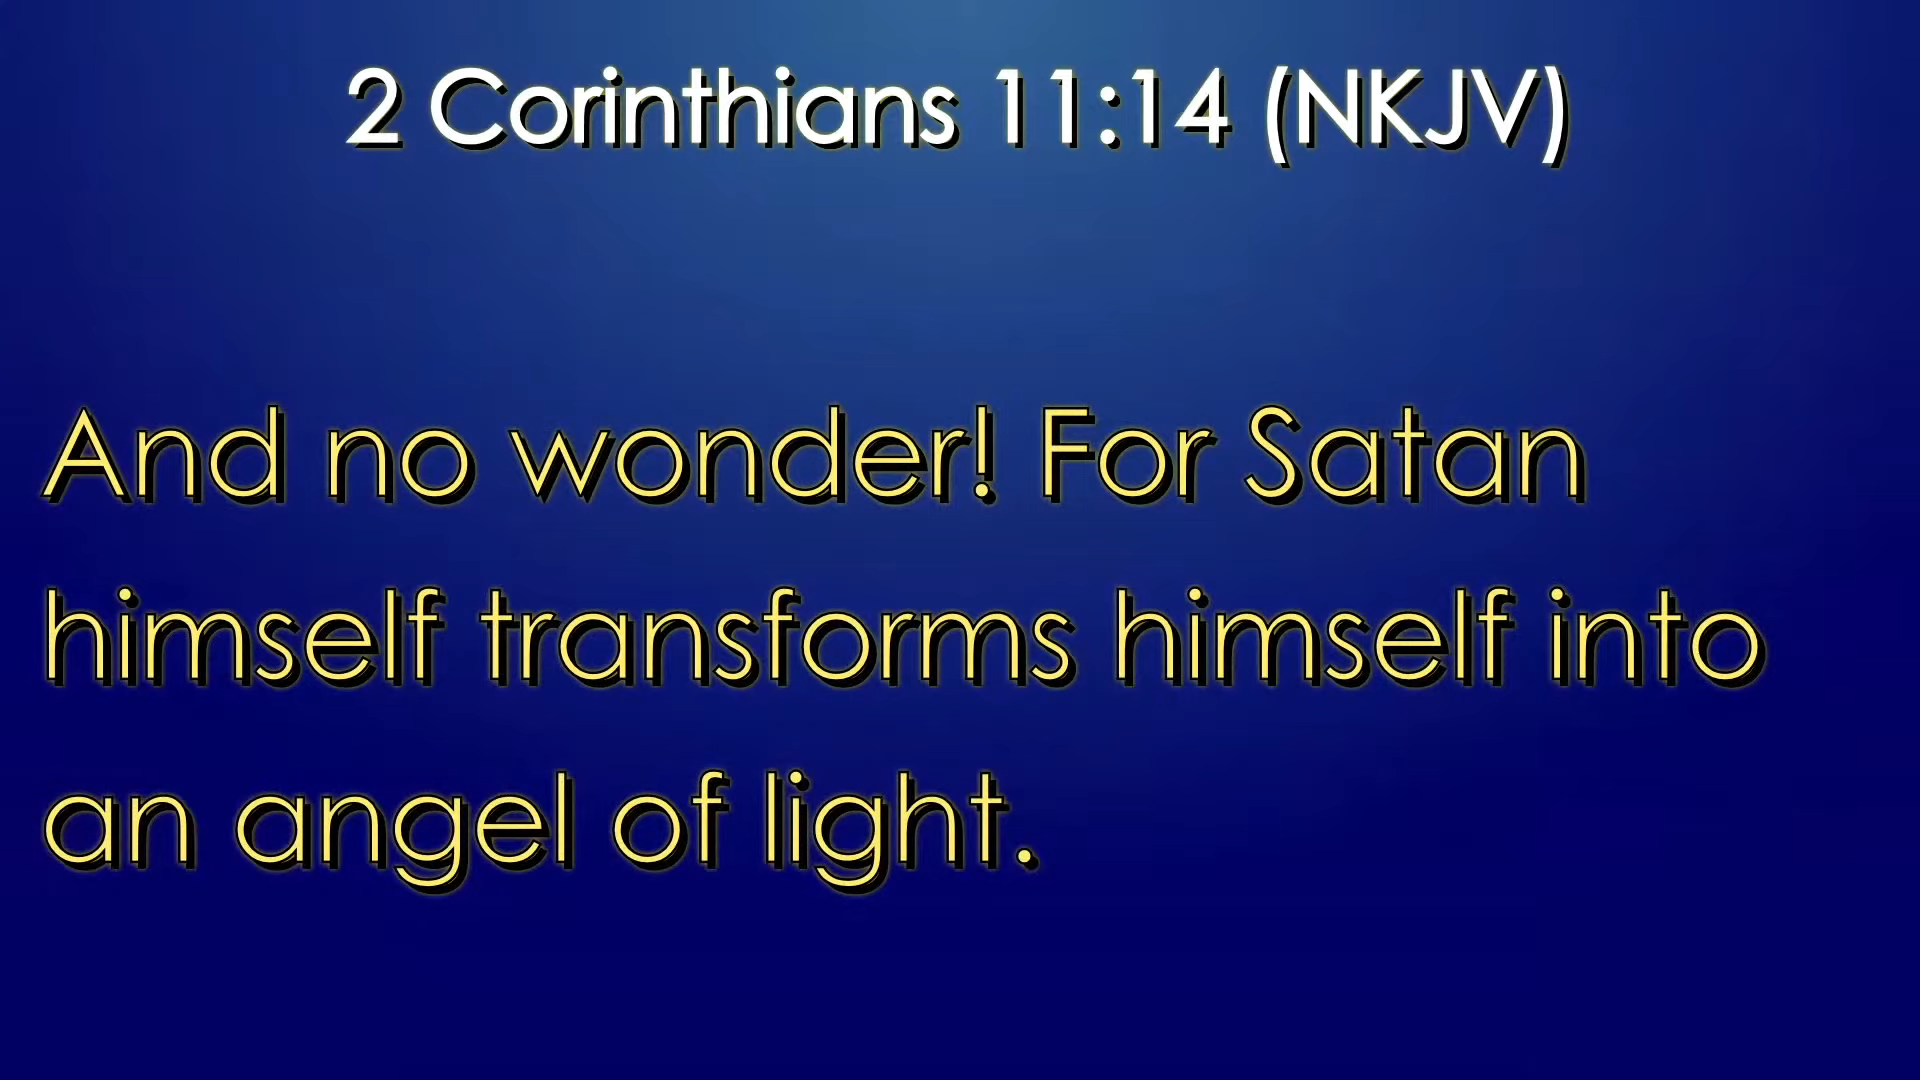 2 Corinthians 11:14 (NKJV)
And no wonder! For Satan
himself transforms himself into
an angel of light.